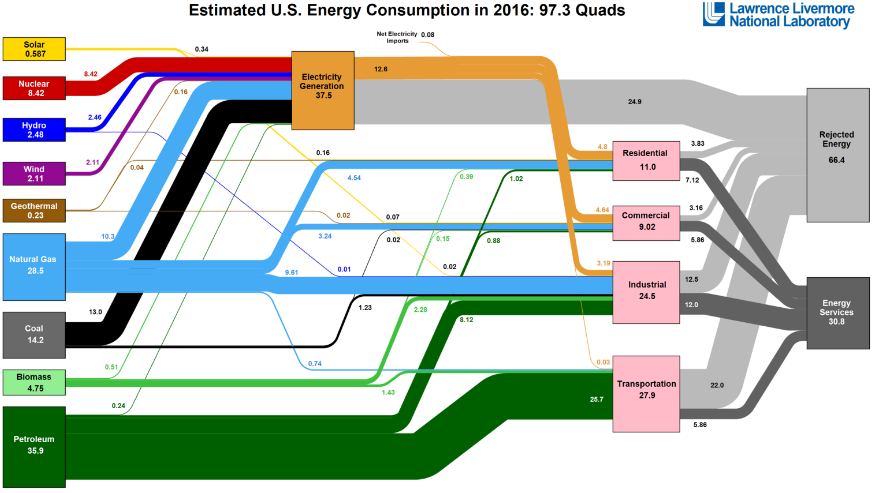 Estimated U.S. Energy Consumption in 2016: 97.3 Quads
Lawrence Livermore
National Laboratory
Net Electricity
Imports
0.08
Solar
0.587
0.34
Nuclear
8.42
8.42
0.16
Electricity
Generation
37.5
12.6
24.9
Rejected
Energy
66.4
Hydro
2.48
2.46
Wind
2.11
2.11
Geothermal
0.23
0.04
0.16
4.54
0.02
0.07
0.02
3.24
0.39
1.02
0.15
0.88
4.8
Residential
11.0
3.83
7.12
4.64
Commercial
9.02
3.16
5.86
Natural Gas
28.5
10.3
9.61
0.01
0.02
3.19
Industrial
24.5
12.5
12.0
Energy
Services
30.8
Coal
14.2
13.0
1.23
2.28
8.12
Biomass
4.75
0.51
0.74
1.43
0.03
Transportation
27.9
22.0
5.86
Petroleum
35.9
0.24
25.7